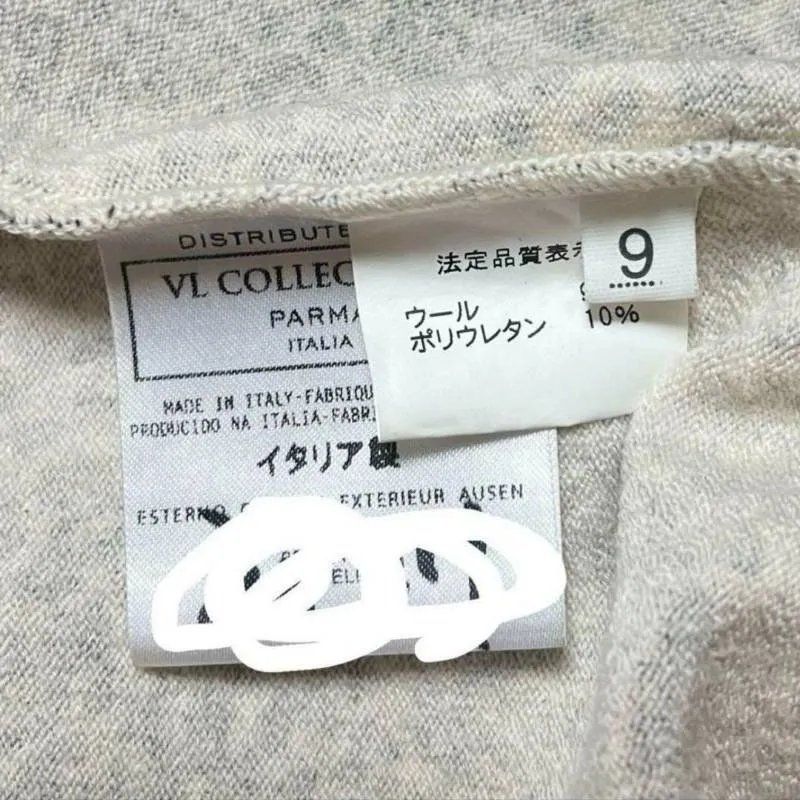 DISTRIBUTE
VL COLLEC
PARMA
ITALIA
MADE IN ITALY-FABRIQU
PRODUCIDO NA ITALIA-FABRI
イタリア製
EXTERIEUR AUSEN
法定品質表示
9
ウール
ポリウレタン 10%